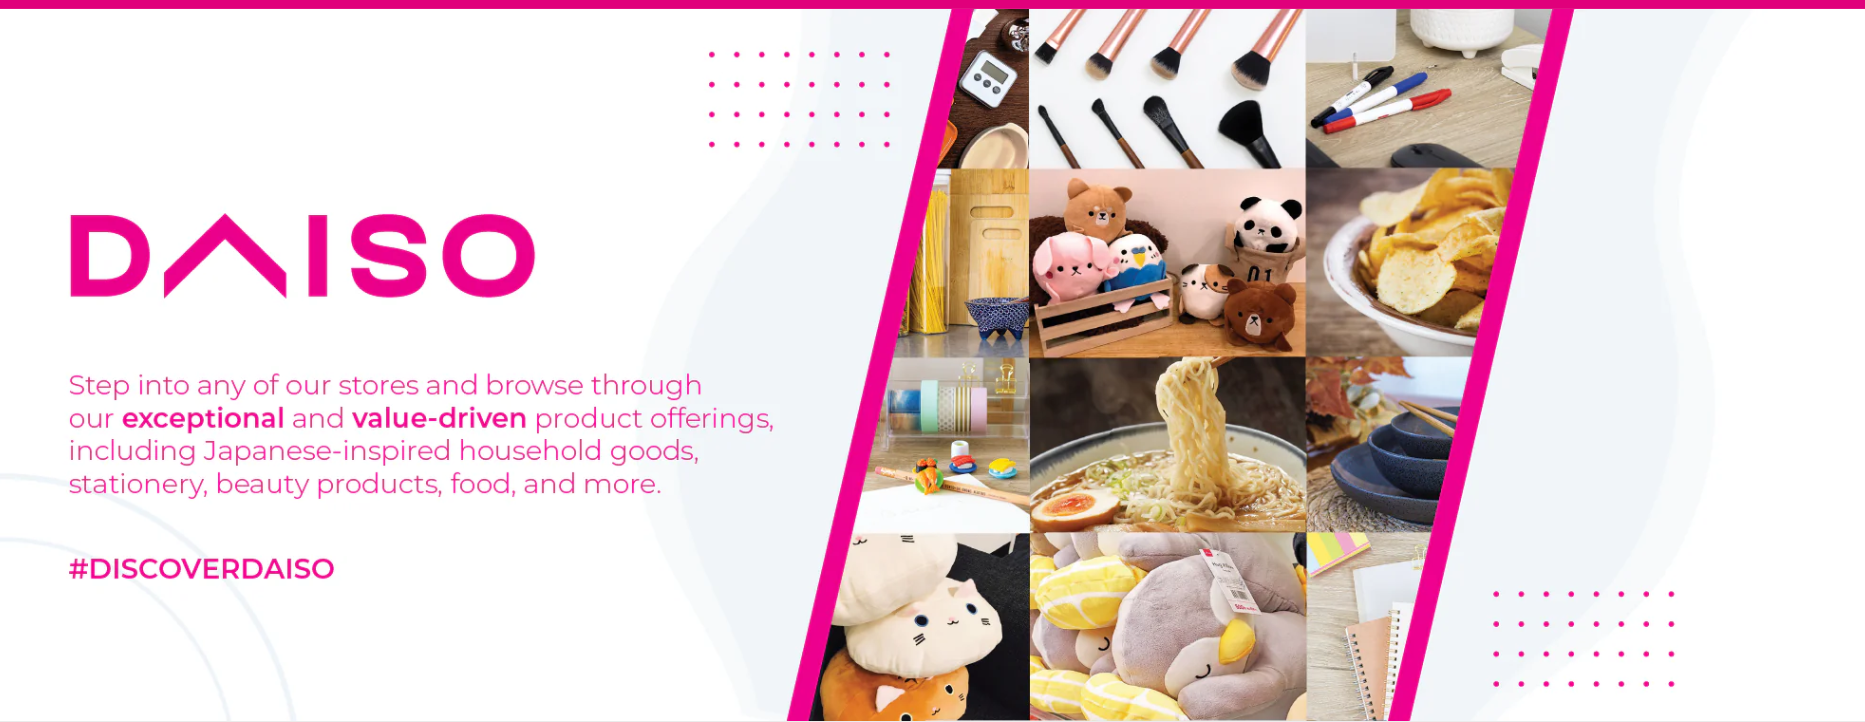 DAISO
Step into any of our stores and browse through
our exceptional and value-driven product offerings,
including Japanese-inspired household goods,
stationery, beauty products, food, and more.
#DISCOVERDAISO
01